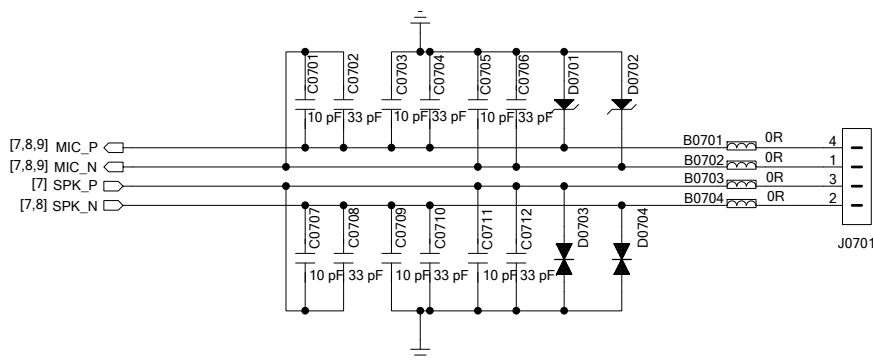 C0701
C0702
C0703
C0704
C0705
C0706
D0701
D0702
10 pF 33 pF 10 pF 33 pF 10 pF 33 pF
[7,8,9] MIC_P
B0701 0R 4
[7,8,9] MIC_N
B0702 0R 1
[7] SPK_P
B0703 0R 3
[7,8] SPK_N
B0704 0R 2
J0701
C0707
C0708
C0709
C0710
C0711
C0712
D0703
D0704
10 pF 33 pF 10 pF 33 pF 10 pF 33 pF